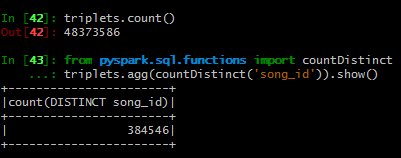 In [42]: triplets.count()
Out[42]: 48373586
In [43]: from pyspark.sql.functions import countDistinct
    ...: triplets.agg(countDistinct('song_id')).show()
+-----------------------+
|count(DISTINCT song_id)|
+-----------------------+
|                 384546|
+-----------------------+